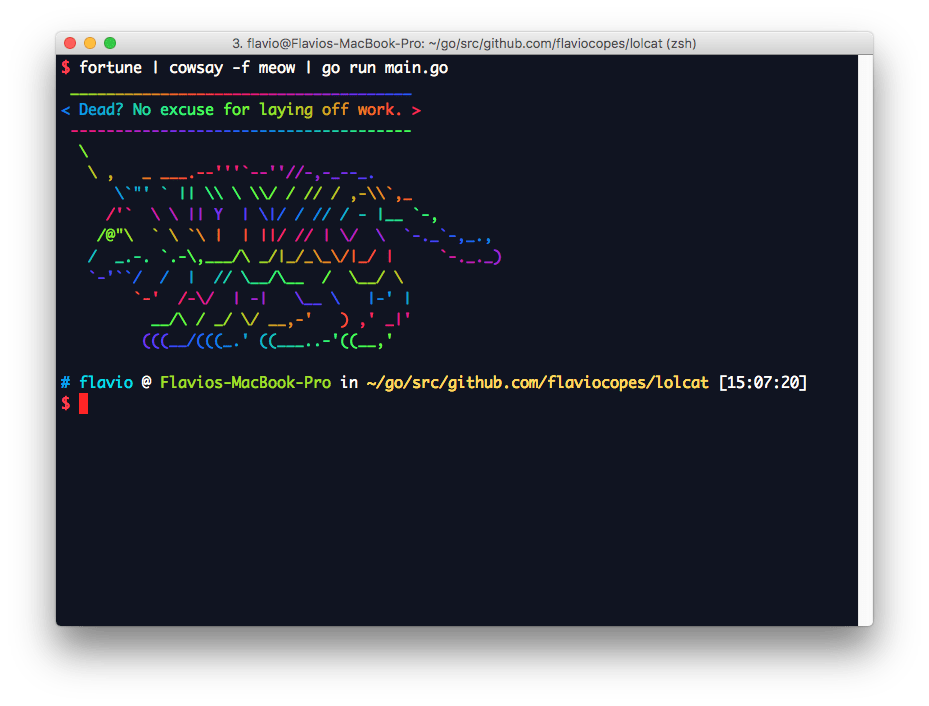 3. flavio@Flavios-MacBook-Pro: ~/go/src/github.com/flaviocopes/lolcat (zsh)
$ fortune | cowsay -f meow | go run main.go
 ______________________________________
< Dead? No excuse for laying off work. >
 --------------------------------------
  \
   \ ,   _ ___.--'''`--''//-,-_--_.
      \`"' ` || \\ \ \\/ / // / ,-\\`,_
     /'`  \ \ || Y  | \|/ / // / - |__ `-,
    /@"\  ` \ `\ |  | ||/ // | \/  \  `-._`-,_.,
   /  _.-. `.-\,___/\ _/|_/_\_\/|_/ |     `-._._)
   `-'``/  /  |  // \__/\__  /  \__/ \
        `-'  /-\/  | -|   \__ \   |-' |
          __/\ / _/ \/ __,-'   ) ,' _|'
         (((__/(((_.' ((___..-'((__,'
# flavio @ Flavios-MacBook-Pro in ~/go/src/github.com/flaviocopes/lolcat [15:07:20]
$